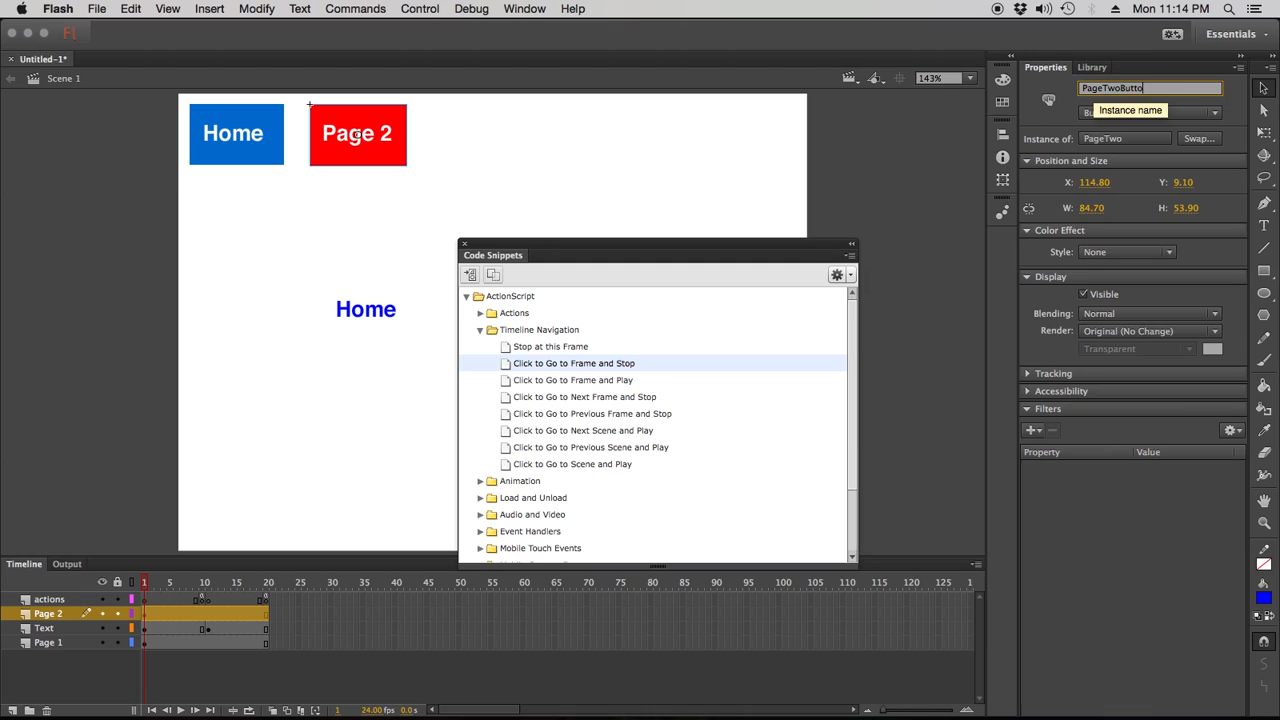 Flash File Edit View Insert Modify Text Commands Control Debug Window Help Mon 11:14 PM
Fl Essentials
Untitled-1*
Scene 1 143%
Home Page 2
Home
Code Snippets
ActionScript
Actions
Timeline Navigation
Stop at this Frame
Click to Go to Frame and Stop
Click to Go to Frame and Play
Click to Go to Next Frame and Stop
Click to Go to Previous Frame and Stop
Click to Go to Next Scene and Play
Click to Go to Previous Scene and Play
Click to Go to Scene and Play
Animation
Load and Unload
Audio and Video
Event Handlers
Mobile Touch Events
Properties Library
PageTwoButto
Instance name
Bu
Instance of: PageTwo Swap...
Position and Size
X: 114.80 Y: 9.10
W: 84.70 H: 53.90
Color Effect
Style: None
Display
Visible
Blending: Normal
Render: Original (No Change)
Transparent
Tracking
Accessibility
Filters
Property Value
Timeline Output
1 5 10 15 20 25 30 35 40 45 50 55 60 65 70 75 80 85 90 95 100 105 110 115 120 125 1
actions
Page 2
Text
Page 1
1 24.00 fps 0.0 s